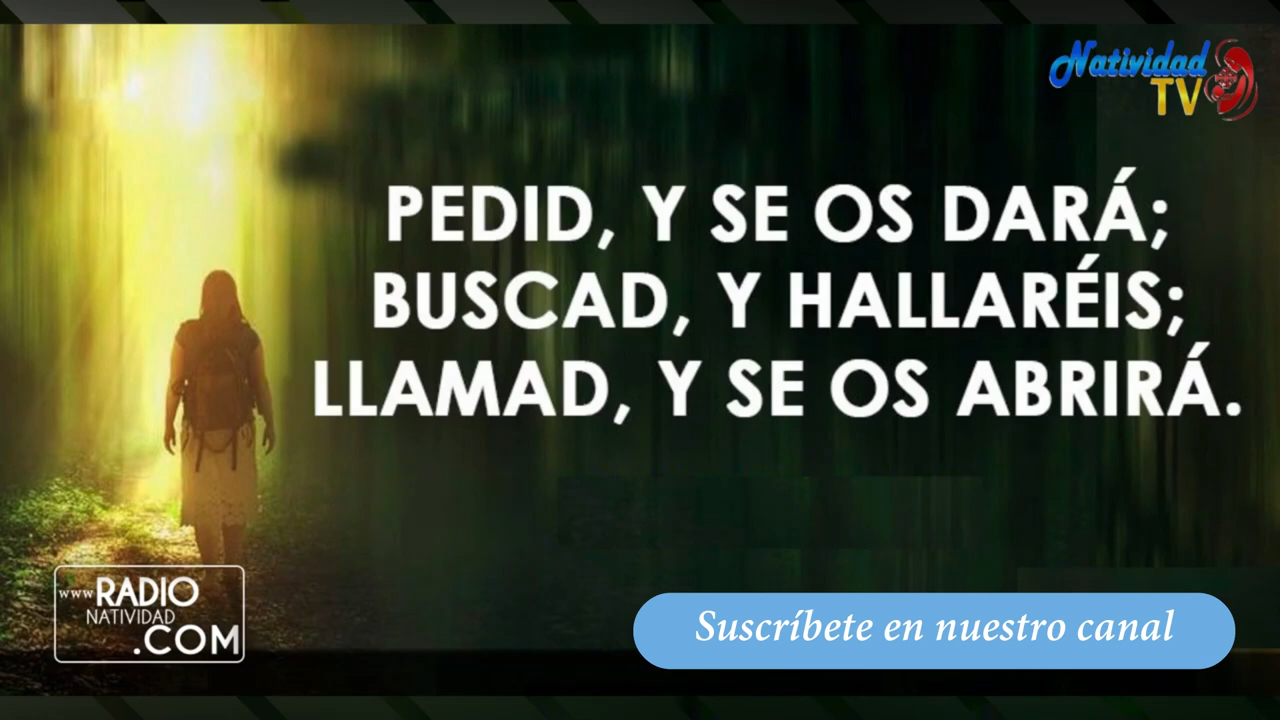 Natividad
TV
PEDID, Y SE OS DARÁ;
BUSCAD, Y HALLARÉIS;
LLAMAD, Y SE OS ABRIRÁ.
www.RADIO
NATIVIDAD
.COM
Suscríbete en nuestro canal